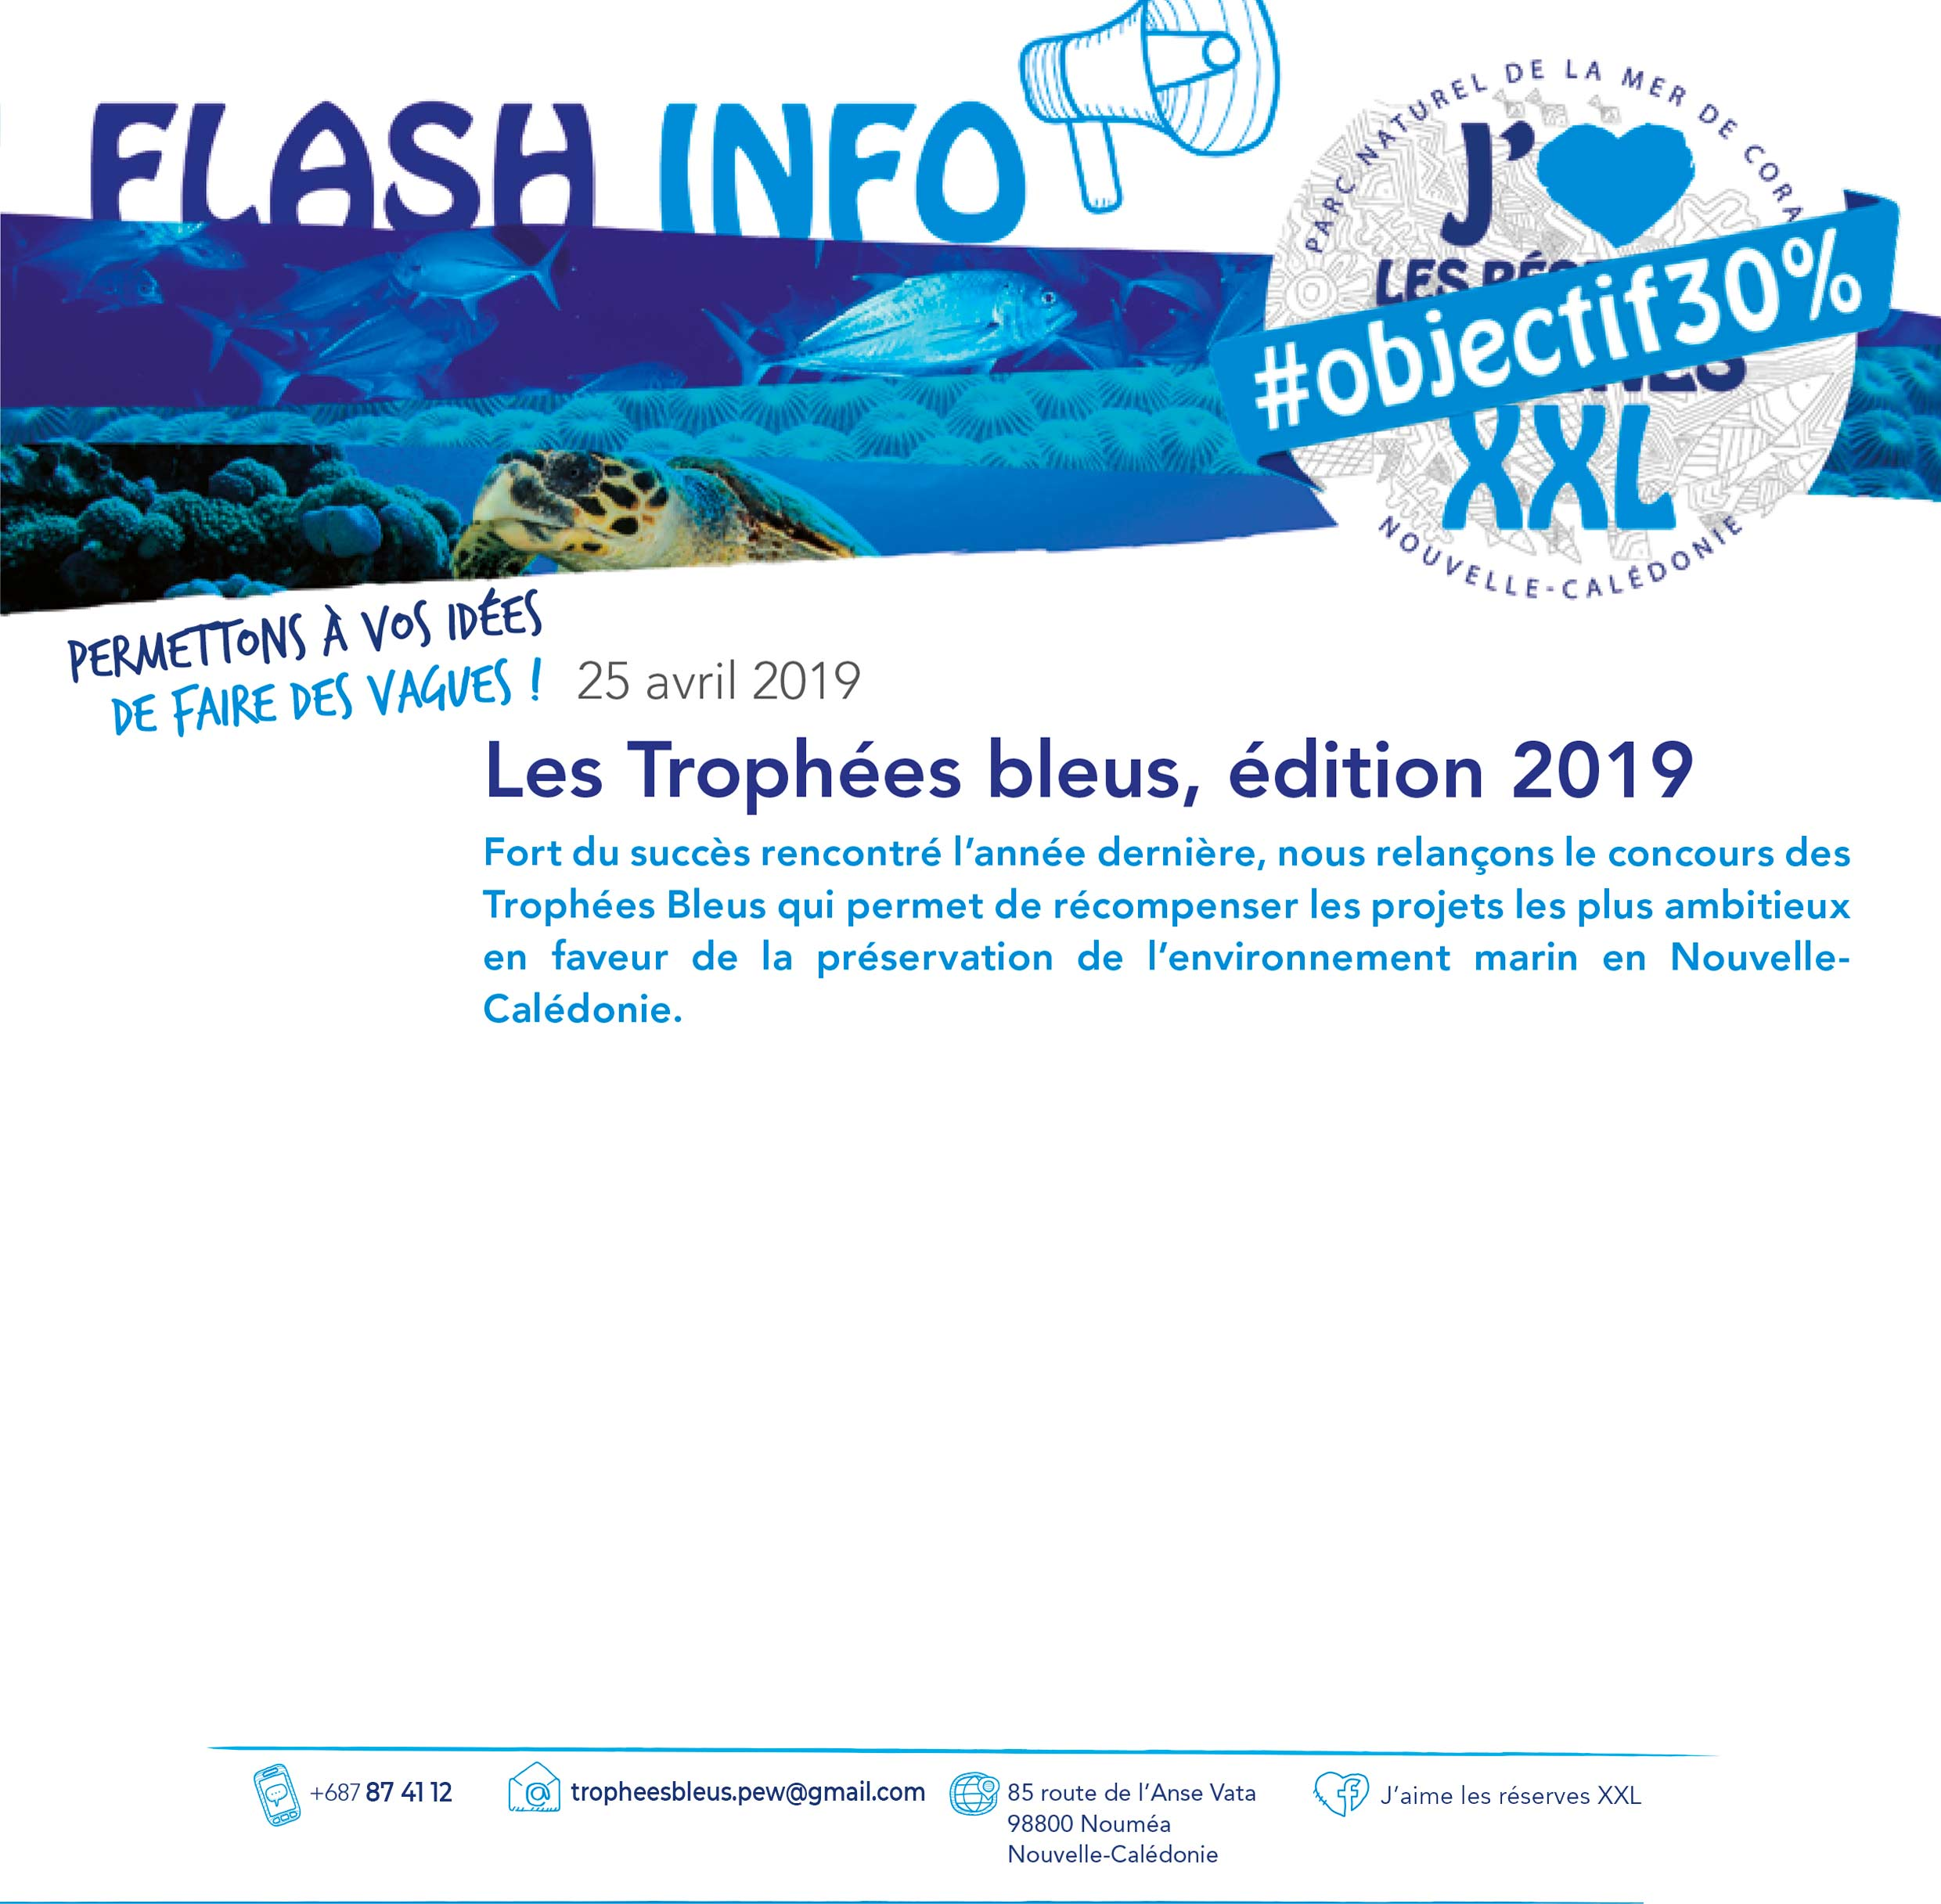 FLASH INFO
PARC NATUREL DE LA MER DE
J'
LES
#objectif30%
XXL
NOUVELLE-CALÉDONIE
PERMETTONS À VOS IDÉES
DE FAIRE DES VAGUES !
25 avril 2019
Les Trophées bleus, édition 2019
Fort du succès rencontré l'année dernière, nous relançons le concours des
Trophées Bleus qui permet de récompenser les projets les plus ambitieux
en faveur de la préservation de l'environnement marin en Nouvelle-
Calédonie.
+687 87 41 12
tropheesbleus.pew@gmail.com
85 route de l'Anse Vata
98800 Nouméa
Nouvelle-Calédonie
J'aime les réserves XXL